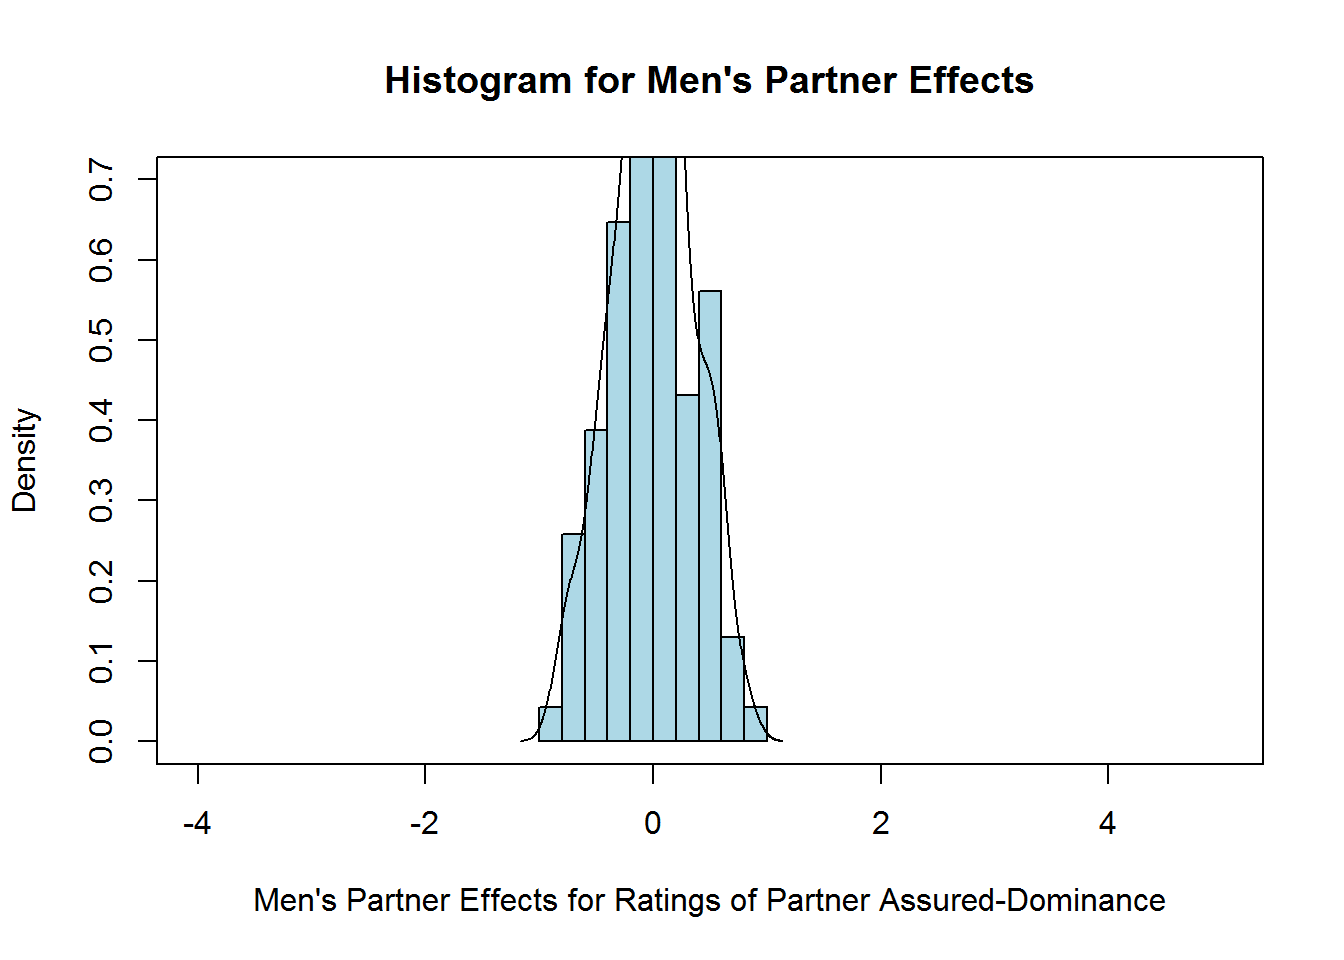 Histogram for Men's Partner Effects
0.7
0.6
0.5
0.4
0.3
0.2
0.1
0.0
Density
-4 -2 0 2 4
Men's Partner Effects for Ratings of Partner Assured-Dominance